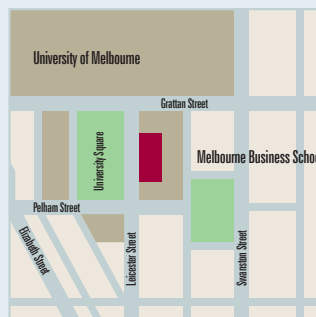 University of Melbourne
Grattan Street
University Square
Melbourne Business Schoo
Pelham Street
Elizabeth Street
Leicester Street
Swanston Street